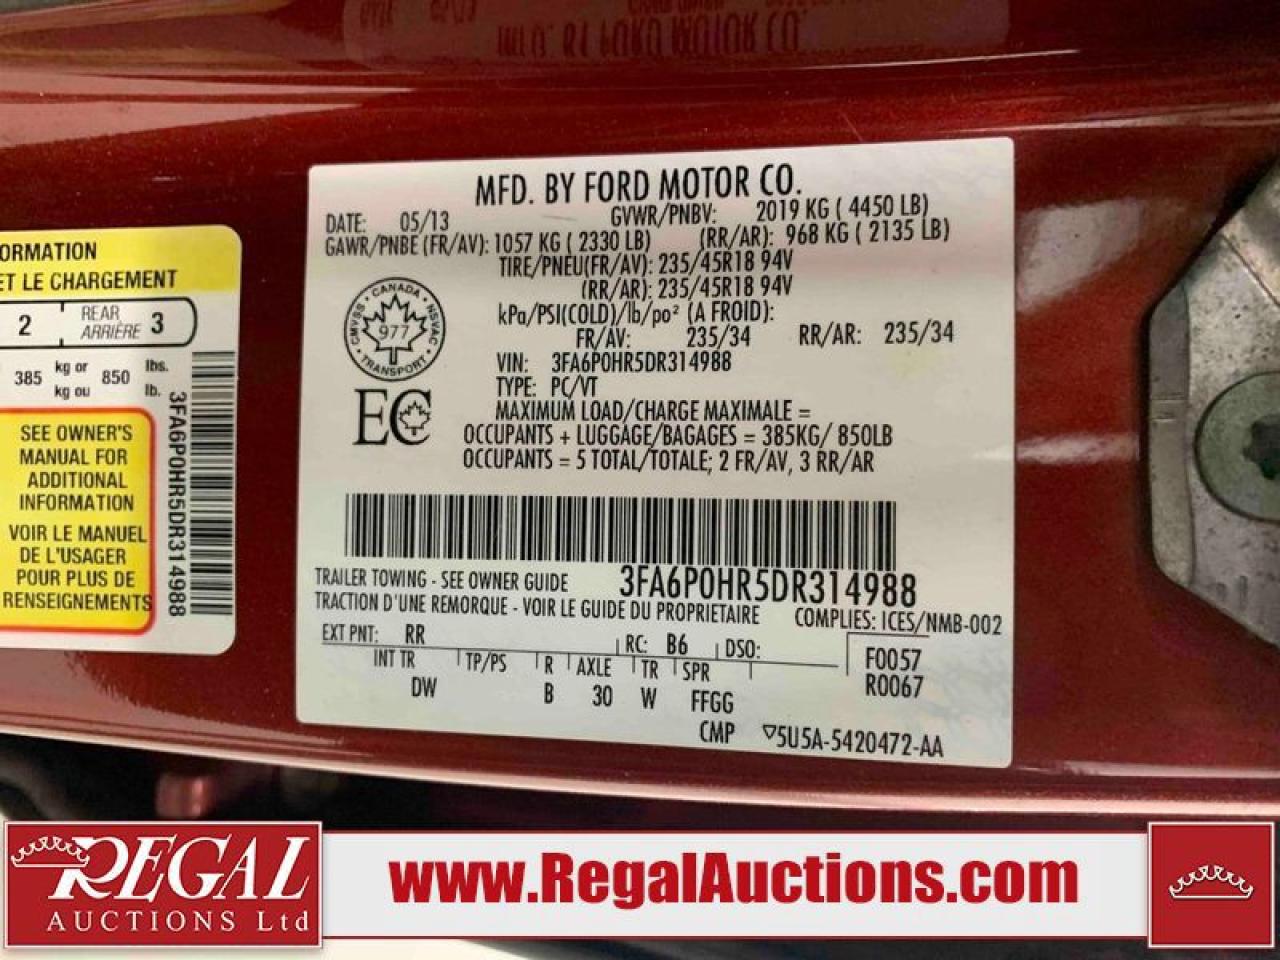 MFD. BY FORD MOTOR CO.
MFD. BY FORD MOTOR CO.
DATE: 05/13 GVWR/PNBV: 2019 KG ( 4450 LB)
GAWR/PNBE (FR/AV): 1057 KG ( 2330 LB) (RR/AR): 968 KG ( 2135 LB)
TIRE/PNEU(FR/AV): 235/45R18 94V
(RR/AR): 235/45R18 94V
kPa/PSI(COLD)/lb/po² (A FROID):
FR/AV: 235/34 RR/AR: 235/34
CMVSS • CANADA • NSVAC • TRANSPORT •
977
VIN: 3FA6P0HR5DR314988
TYPE: PC/VT
EC
MAXIMUM LOAD/CHARGE MAXIMALE =
OCCUPANTS + LUGGAGE/BAGAGES = 385KG/ 850LB
OCCUPANTS = 5 TOTAL/TOTALE; 2 FR/AV, 3 RR/AR
TRAILER TOWING - SEE OWNER GUIDE 3FA6P0HR5DR314988
TRACTION D'UNE REMORQUE - VOIR LE GUIDE DU PROPRIETAIRE COMPLIES: ICES/NMB-002
EXT PNT: RR RC: B6 DSO: F0057
INT TR TP/PS R AXLE TR SPR R0067
DW B 30 W FFGG
CMP ▽5U5A-5420472-AA
ORMATION
ET LE CHARGEMENT
2 REAR ARRIÈRE 3
385 kg or kg ou 850 lbs. lb.
SEE OWNER'S
MANUAL FOR
ADDITIONAL
INFORMATION
VOIR LE MANUEL
DE L'USAGER
POUR PLUS DE
RENSEIGNEMENTS
3FA6P0HR5DR314988
REGAL
AUCTIONS Ltd
www.RegalAuctions.com